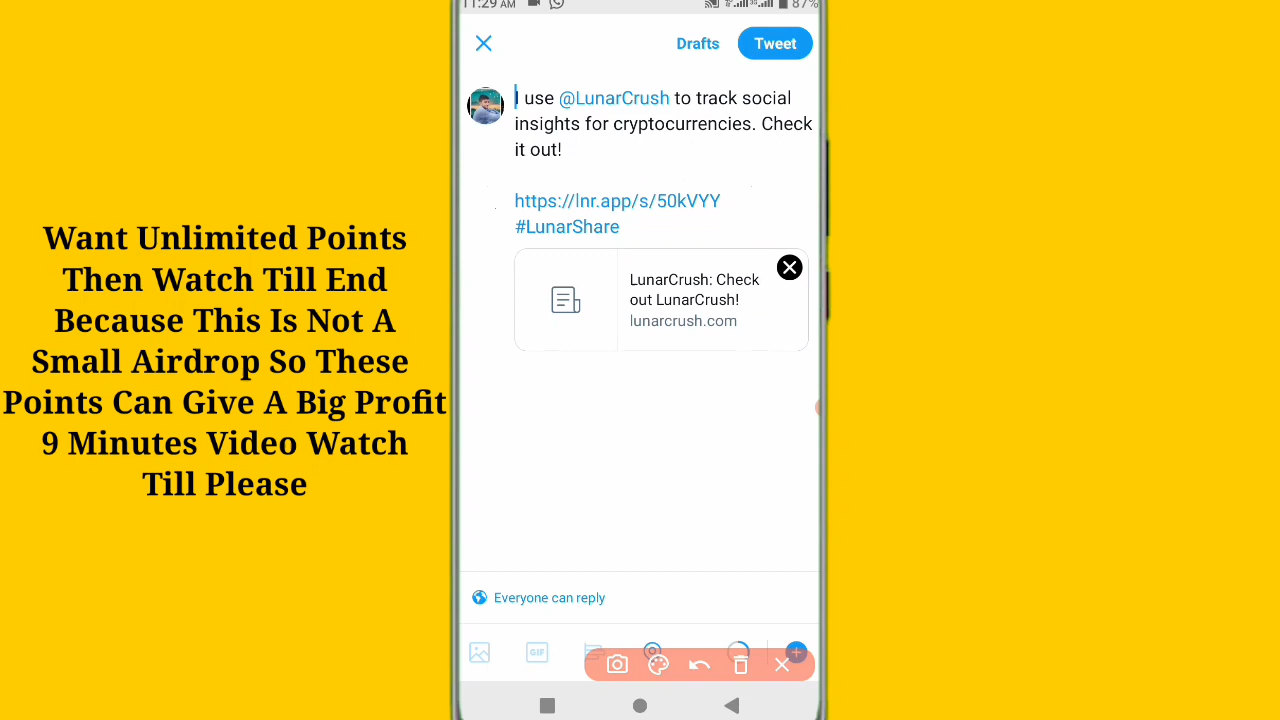 Want Unlimited Points
Then Watch Till End
Because This Is Not A
Small Airdrop So These
Points Can Give A Big Profit
9 Minutes Video Watch
Till Please
11:29 AM
87%
Drafts
Tweet
I use @LunarCrush to track social
insights for cryptocurrencies. Check
it out!
https://lnr.app/s/50kVYY
#LunarShare
LunarCrush: Check
out LunarCrush!
lunarcrush.com
Everyone can reply
GIF